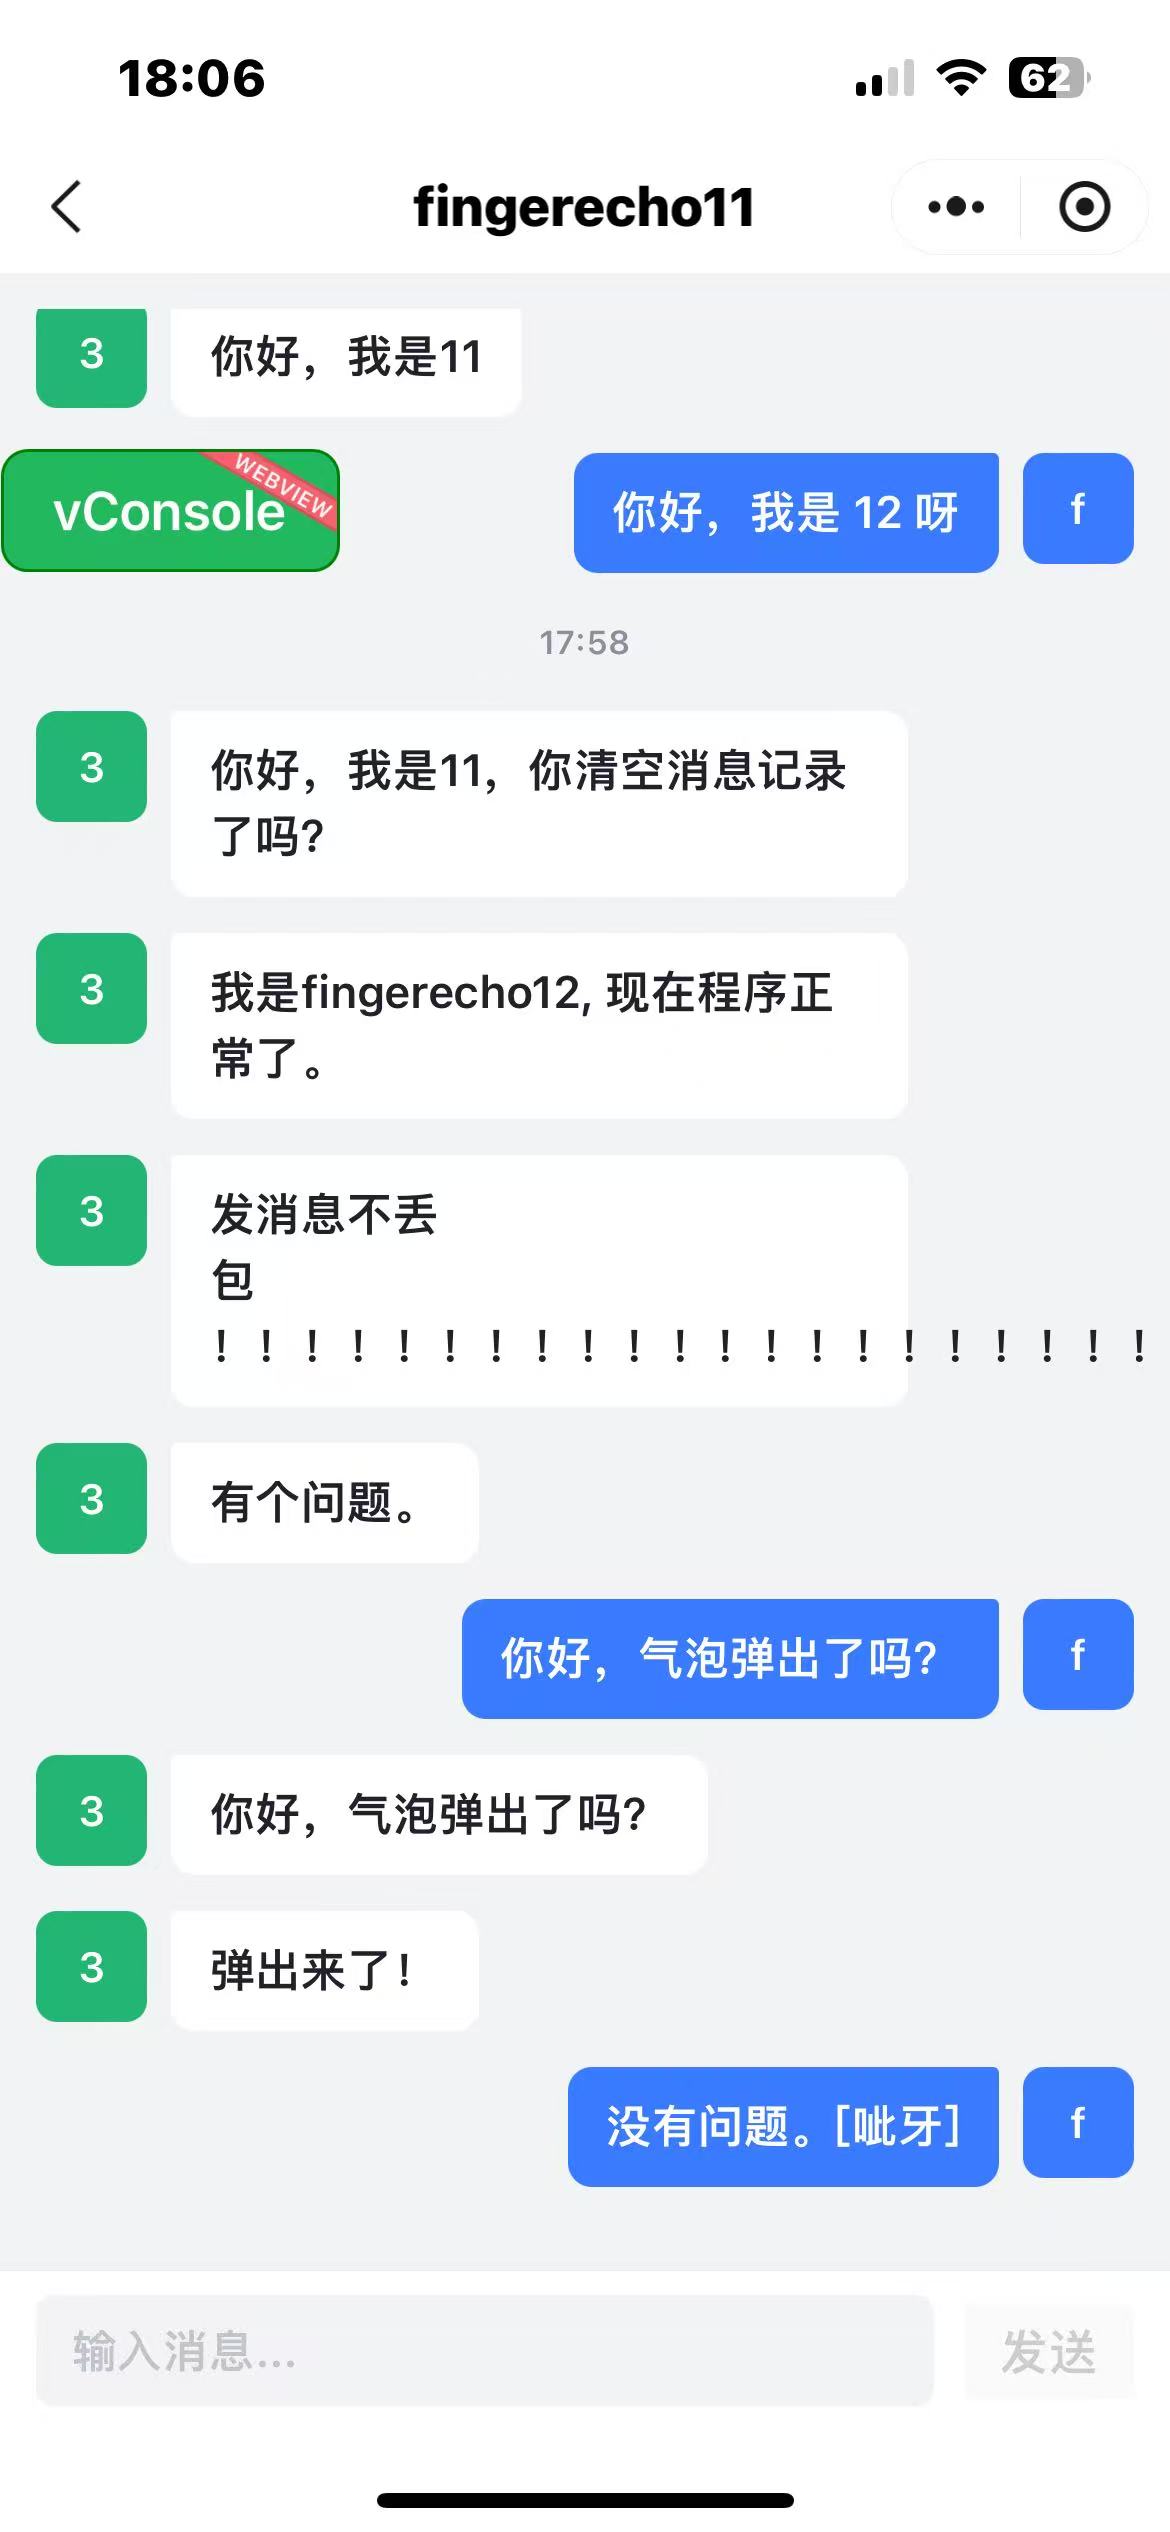 18:06
62
fingerecho11
3
你好，我是11
vConsole
WEBVIEW
你好，我是 12 呀
f
17:58
3
你好，我是11，你清空消息记录
了吗？
3
我是fingerecho12, 现在程序正
常了。
3
发消息不丢
包
！！！！！！！！！！！！！！！！！！！！！
3
有个问题。
你好，气泡弹出了吗？
f
3
你好，气泡弹出了吗？
3
弹出来了！
没有问题。[呲牙]
f
输入消息...
发送